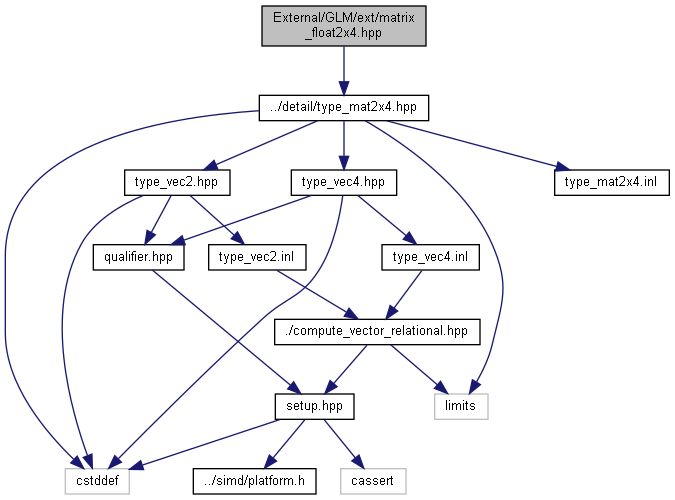 External/GLM/ext/matrix
_float2x4.hpp
../detail/type_mat2x4.hpp
type_vec2.hpp
type_vec4.hpp
type_mat2x4.inl
qualifier.hpp
type_vec2.inl
type_vec4.inl
./compute_vector_relational.hpp
setup.hpp
limits
cstddef
../simd/platform.h
cassert